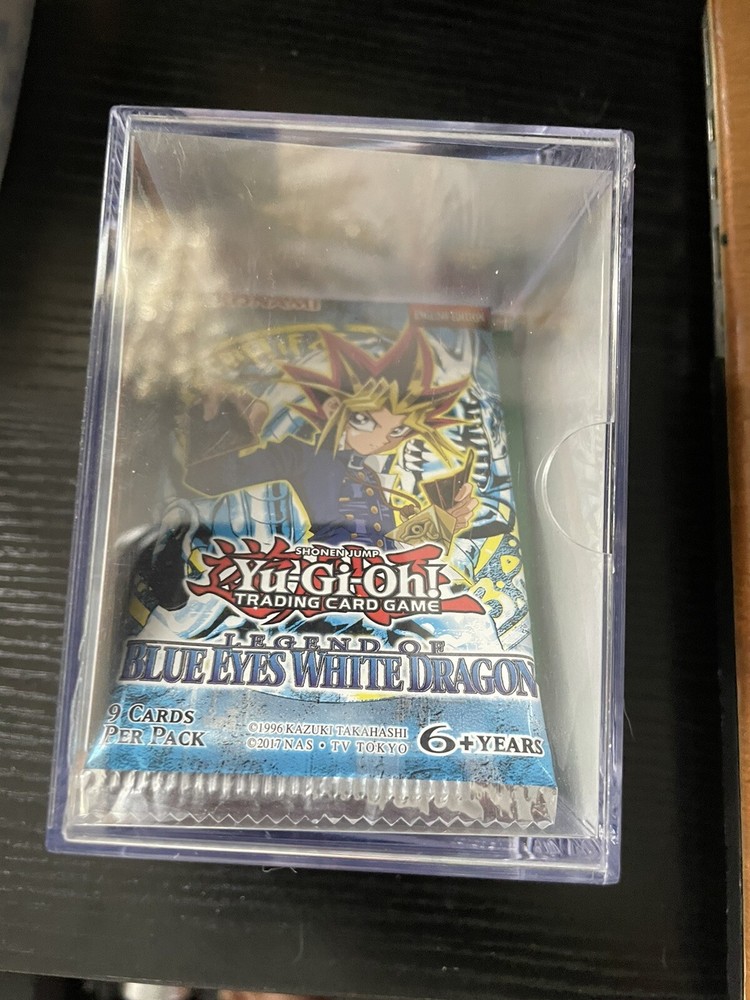 KONAMI
SHONEN JUMP
Yu-Gi-Oh!
TRADING CARD GAME
LEGEND OF
BLUE EYES WHITE DRAGON
9 CARDS
PER PACK
©1996 KAZUKI TAKAHASHI
©2017 NAS • TV TOKYO
6+YEARS